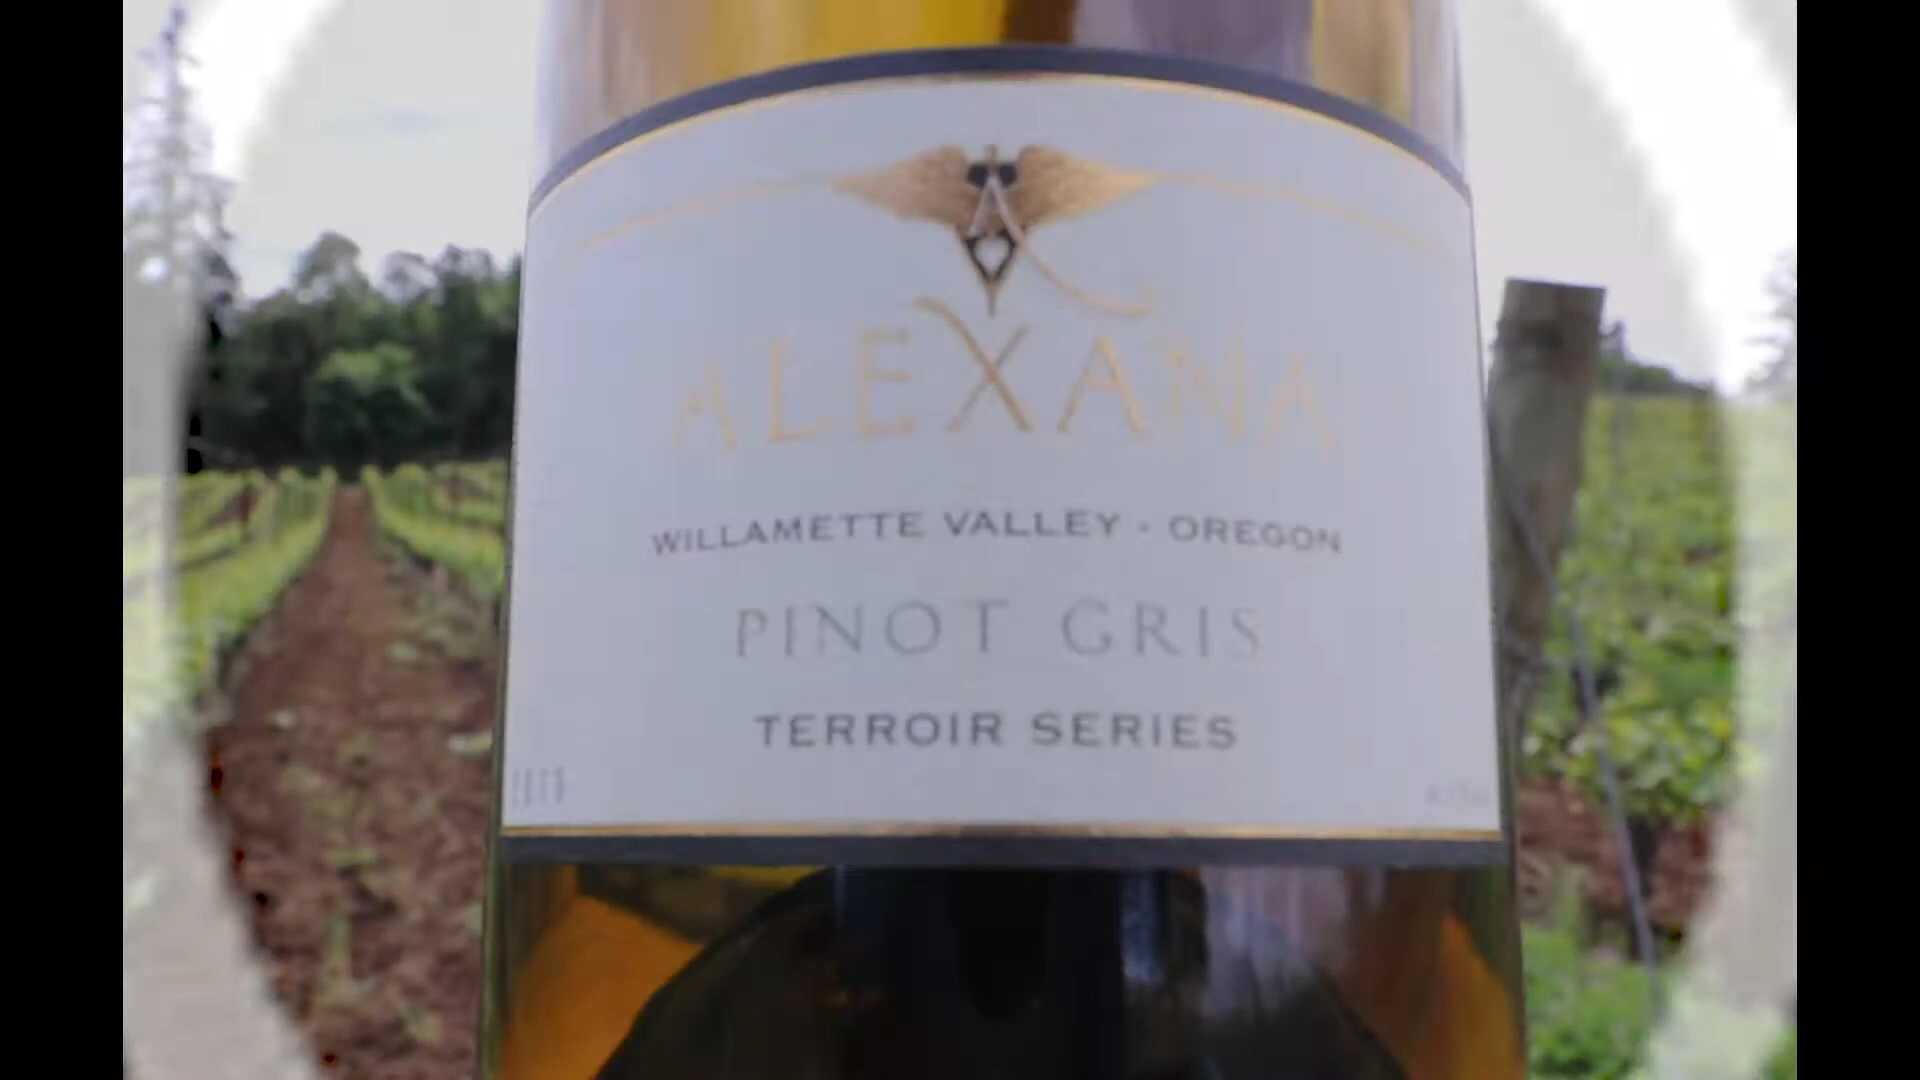 ALEXANA
WILLAMETTE VALLEY - OREGON
PINOT GRIS
TERROIR SERIES